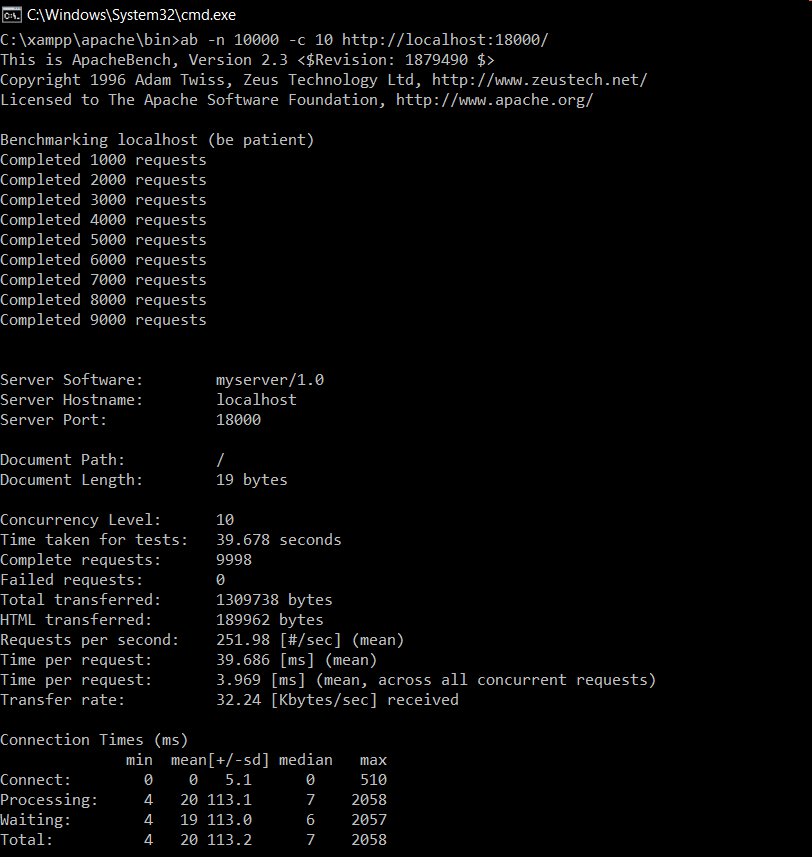 C:\Windows\System32\cmd.exe
C:\xampp\apache\bin>ab -n 10000 -c 10 http://localhost:18000/
This is ApacheBench, Version 2.3 <$Revision: 1879490 $>
Copyright 1996 Adam Twiss, Zeus Technology Ltd, http://www.zeustech.net/
Licensed to The Apache Software Foundation, http://www.apache.org/
Benchmarking localhost (be patient)
Completed 1000 requests
Completed 2000 requests
Completed 3000 requests
Completed 4000 requests
Completed 5000 requests
Completed 6000 requests
Completed 7000 requests
Completed 8000 requests
Completed 9000 requests
Server Software:        myserver/1.0
Server Hostname:        localhost
Server Port:            18000
Document Path:          /
Document Length:        19 bytes
Concurrency Level:      10
Time taken for tests:   39.678 seconds
Complete requests:      9998
Failed requests:        0
Total transferred:      1309738 bytes
HTML transferred:       189962 bytes
Requests per second:    251.98 [#/sec] (mean)
Time per request:       39.686 [ms] (mean)
Time per request:       3.969 [ms] (mean, across all concurrent requests)
Transfer rate:          32.24 [Kbytes/sec] received
Connection Times (ms)
              min  mean[+/-sd] median   max
Connect:        0    0   5.1      0     510
Processing:     4   20 113.1      7    2058
Waiting:        4   19 113.0      6    2057
Total:          4   20 113.2      7    2058